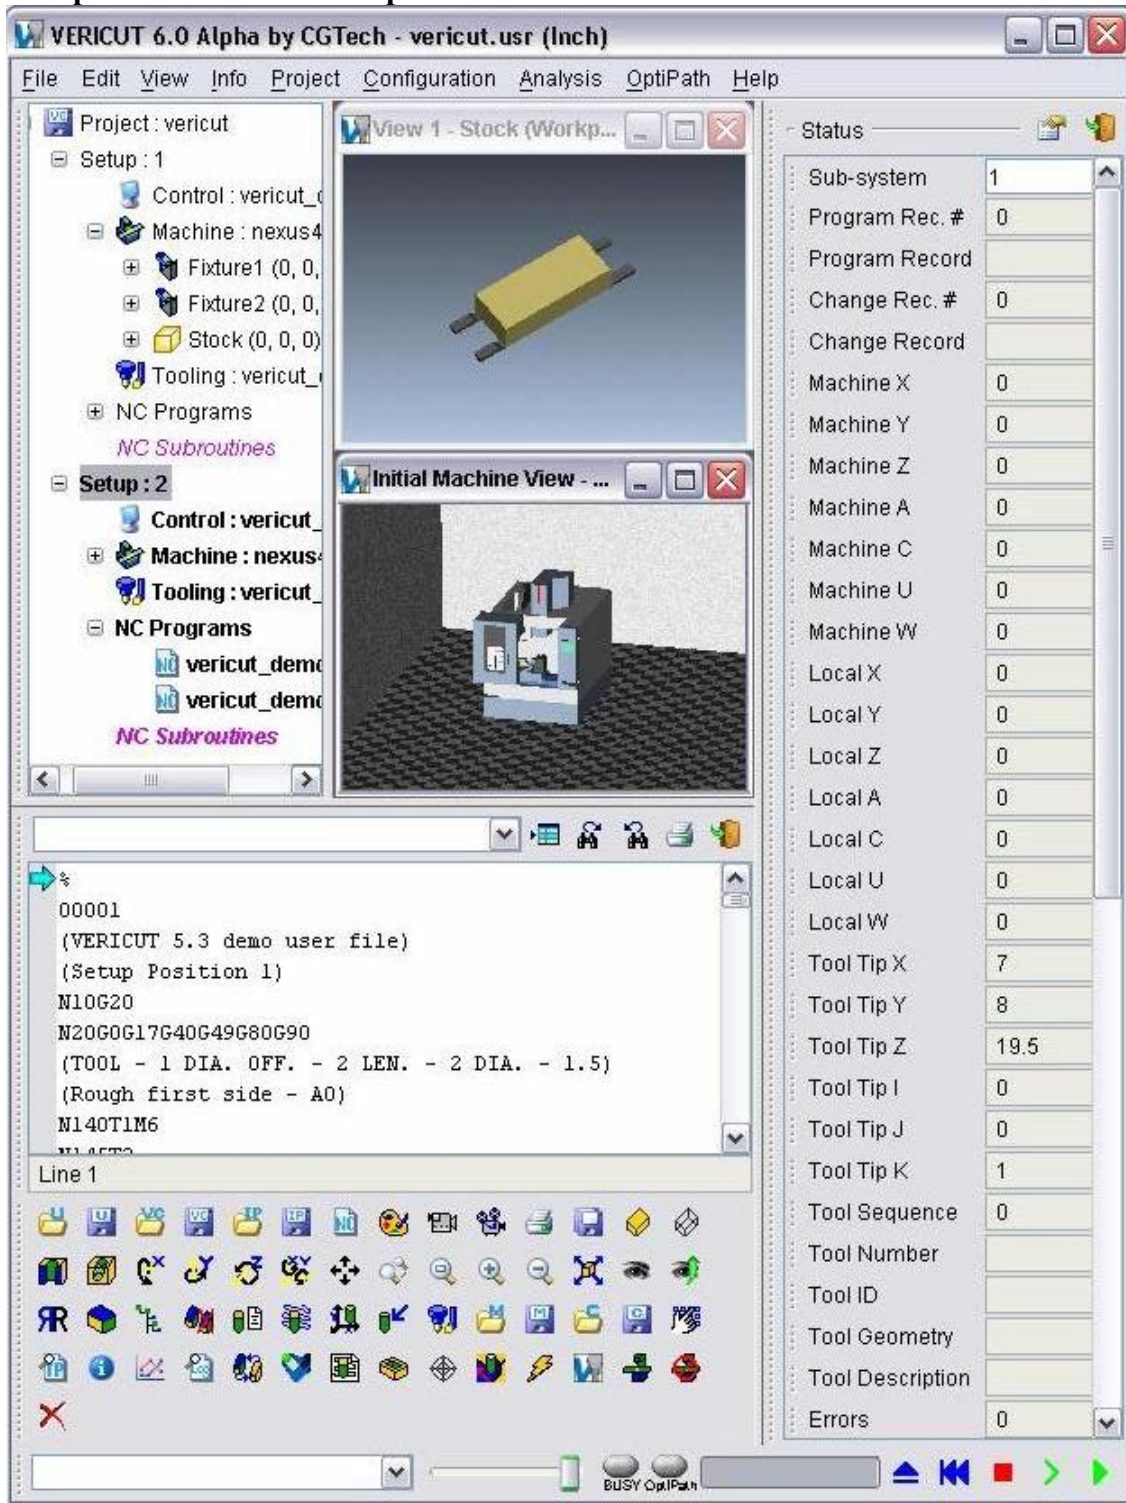 VERICUT 6.0 Alpha by CGTech - vericut.usr (Inch)
File Edit View Info Project Configuration Analysis OptiPath Help
Project : vericut
Setup : 1
Control : vericut_
Machine : nexus4
Fixture1 (0, 0,
Fixture2 (0, 0,
Stock (0, 0, 0)
Tooling : vericut_
NC Programs
NC Subroutines
Setup : 2
Control : vericut_
Machine : nexus
Tooling : vericut_
NC Programs
vericut_demo
vericut_demo
NC Subroutines
View 1 - Stock (Workp...
Initial Machine View - ...
Status
Sub-system 1
Program Rec. # 0
Program Record
Change Rec. # 0
Change Record
Machine X 0
Machine Y 0
Machine Z 0
Machine A 0
Machine C 0
Machine U 0
Machine W 0
Local X 0
Local Y 0
Local Z 0
Local A 0
Local C 0
Local U 0
Local W 0
Tool Tip X 7
Tool Tip Y 8
Tool Tip Z 19.5
Tool Tip I 0
Tool Tip J 0
Tool Tip K 1
Tool Sequence 0
Tool Number
Tool ID
Tool Geometry
Tool Description
Errors 0
%
O0001
(VERICUT 5.3 demo user file)
(Setup Position 1)
N10G20
N20G0G17G40G49G80G90
(TOOL - 1 DIA. OFF. - 2 LEN. - 2 DIA. - 1.5)
(Rough first side - A0)
N140T1M6
Line 1
BUSY OptiPath